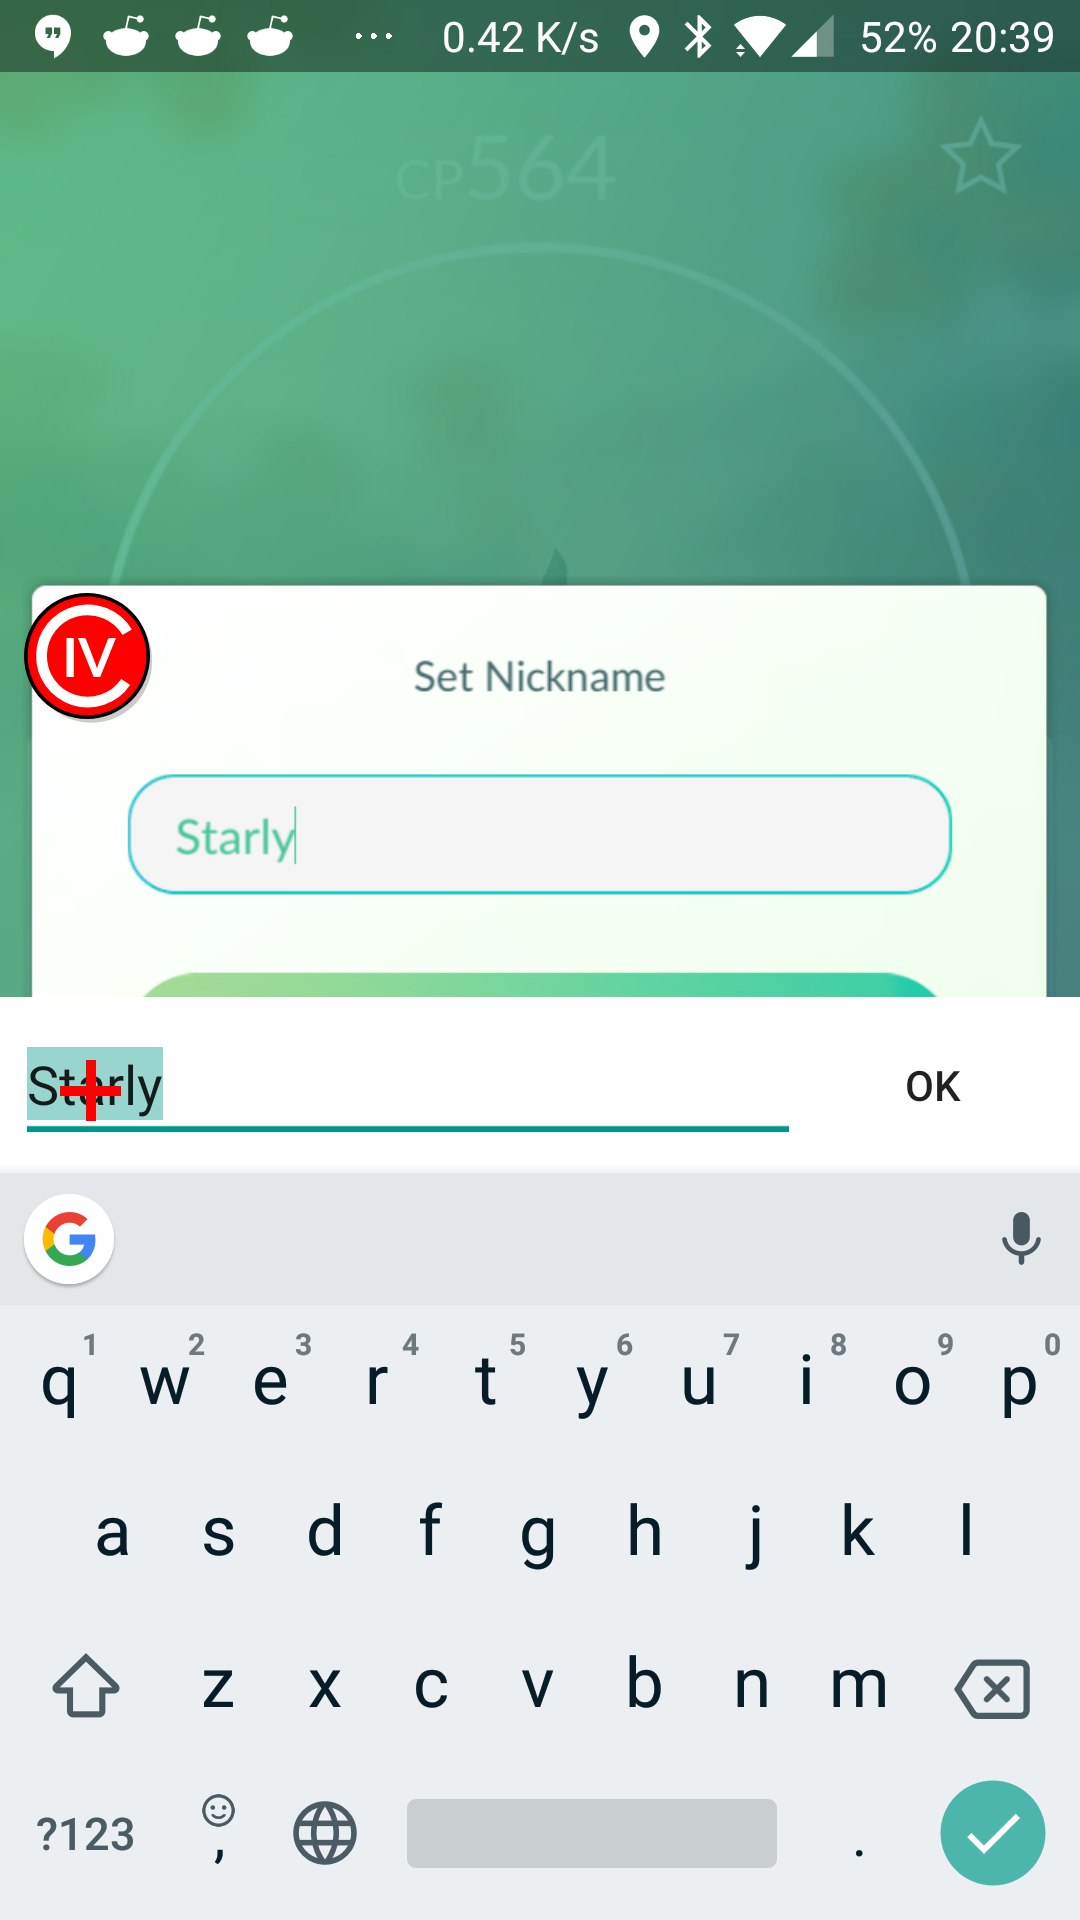 0.42 K/s 52% 20:39
CP564
IV
Set Nickname
Starly
Starly OK
1 2 3 4 5 6 7 8 9 0
q w e r t y u i o p
a s d f g h j k l
z x c v b n m
?123 , .